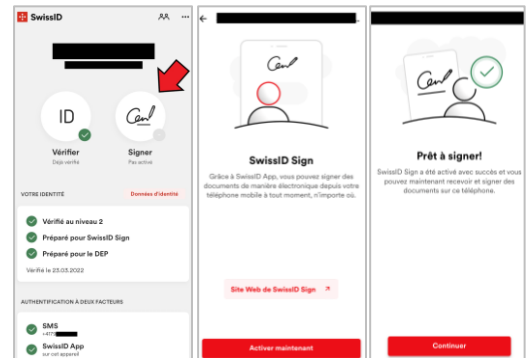 SwissID
ID
Vérifier
Déjà vérifié
Signer
Pas activé
VOTRE IDENTITÉ
Données d'identité
Vérifié au niveau 2
Préparé pour SwissID Sign
Préparé pour le DEP
Vérifié le 23.03.2022
AUTHENTIFICATION À DEUX FACTEURS
SMS
SwissID App
sur cet appareil
SwissID Sign
Grâce à SwissID App, vous pouvez signer des
documents de manière électronique depuis votre
téléphone mobile à tout moment, n'importe où.
Site Web de SwissID Sign
Activer maintenant
Prêt à signer!
SwissID Sign a été activé avec succès et vous
pouvez maintenant recevoir et signer des
documents sur ce téléphone.
Continuer